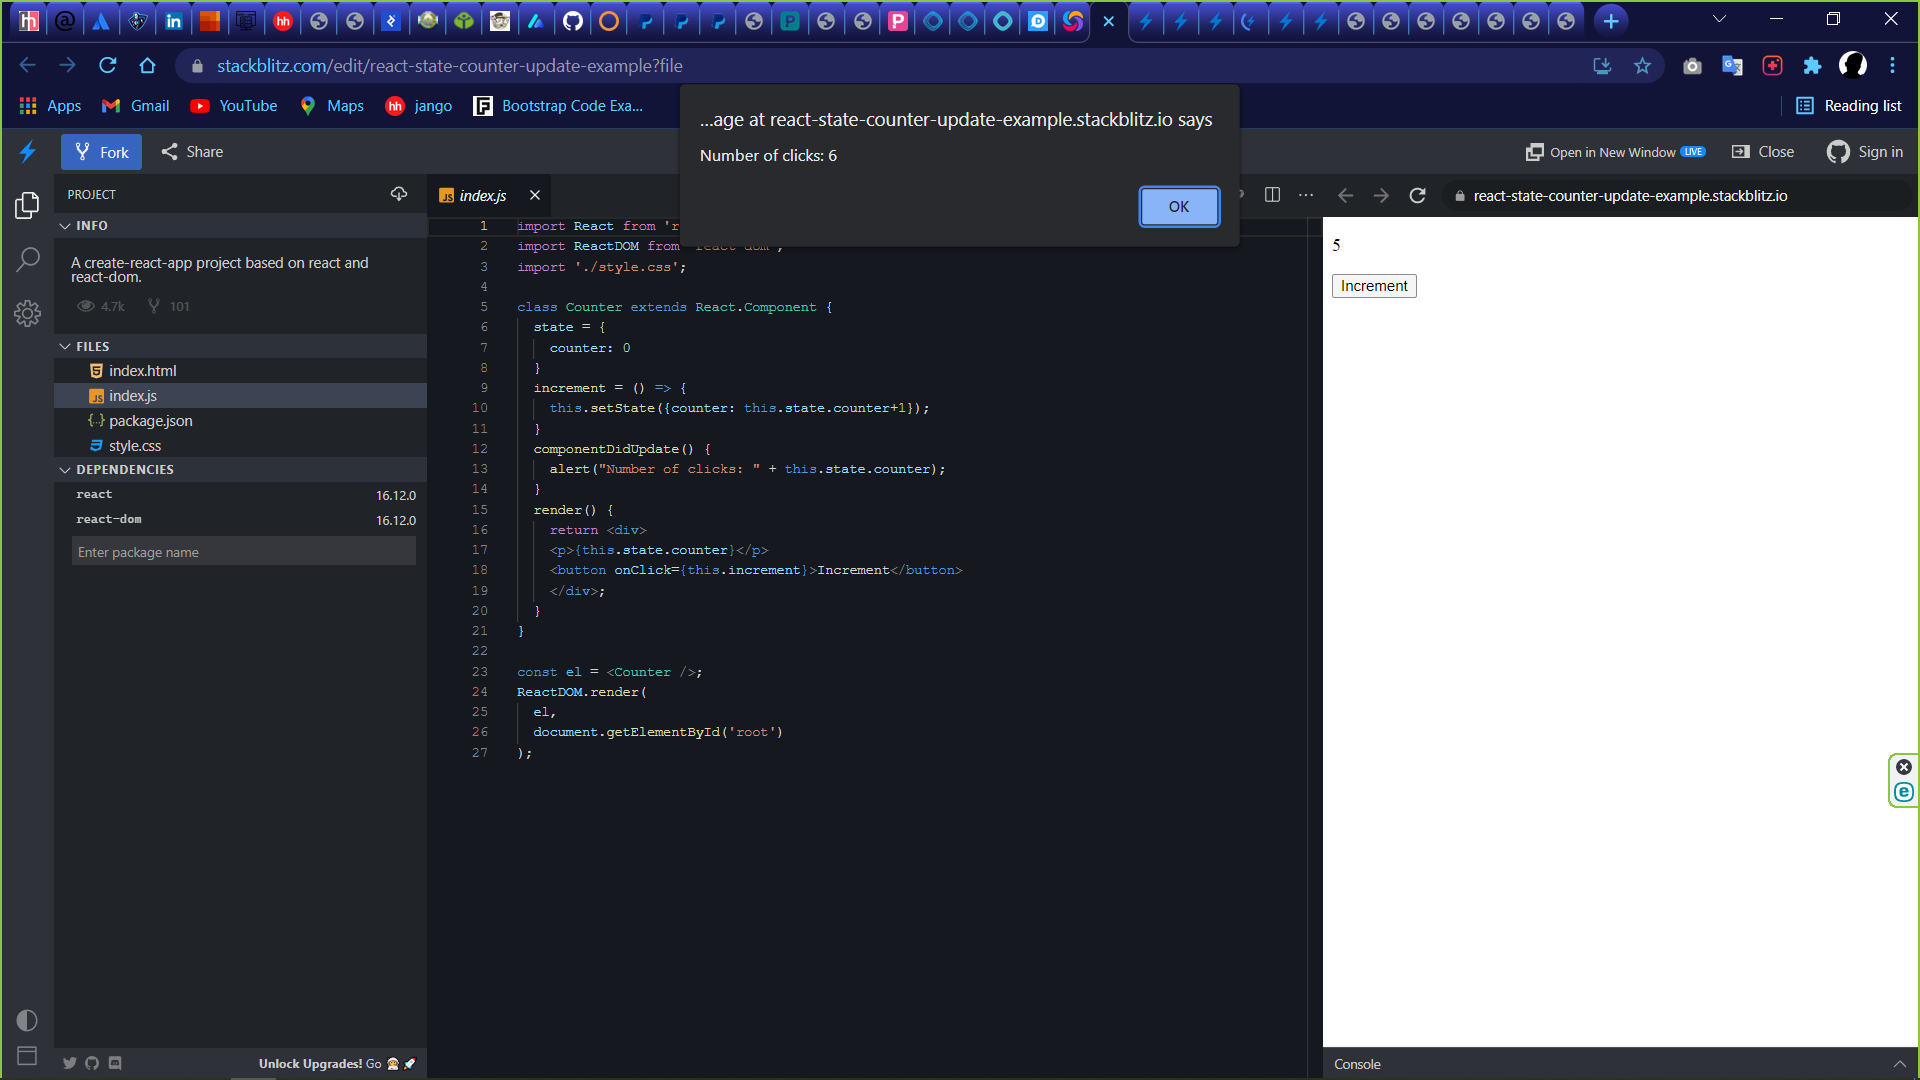 stackblitz.com/edit/react-state-counter-update-example?file
Apps
Gmail
YouTube
Maps
jango
Bootstrap Code Exa...
Reading list
...age at react-state-counter-update-example.stackblitz.io says
Number of clicks: 6
OK
Fork
Share
Open in New Window LIVE
Close
Sign in
PROJECT
INFO
A create-react-app project based on react and
react-dom.
4.7k
101
FILES
index.html
index.js
package.json
style.css
DEPENDENCIES
react 16.12.0
react-dom 16.12.0
Enter package name
Unlock Upgrades! Go
index.js
1 import React from 'r
2 import ReactDOM from
3 import './style.css';
4
5 class Counter extends React.Component {
6 state = {
7 counter: 0
8 }
9 increment = () => {
10 this.setState({counter: this.state.counter+1});
11 }
12 componentDidUpdate() {
13 alert("Number of clicks: " + this.state.counter);
14 }
15 render() {
16 return <div>
17 <p>{this.state.counter}</p>
18 <button onClick={this.increment}>Increment</button>
19 </div>;
20 }
21 }
22
23 const el = <Counter />;
24 ReactDOM.render(
25 el,
26 document.getElementById('root')
27 );
react-state-counter-update-example.stackblitz.io
5
Increment
Console